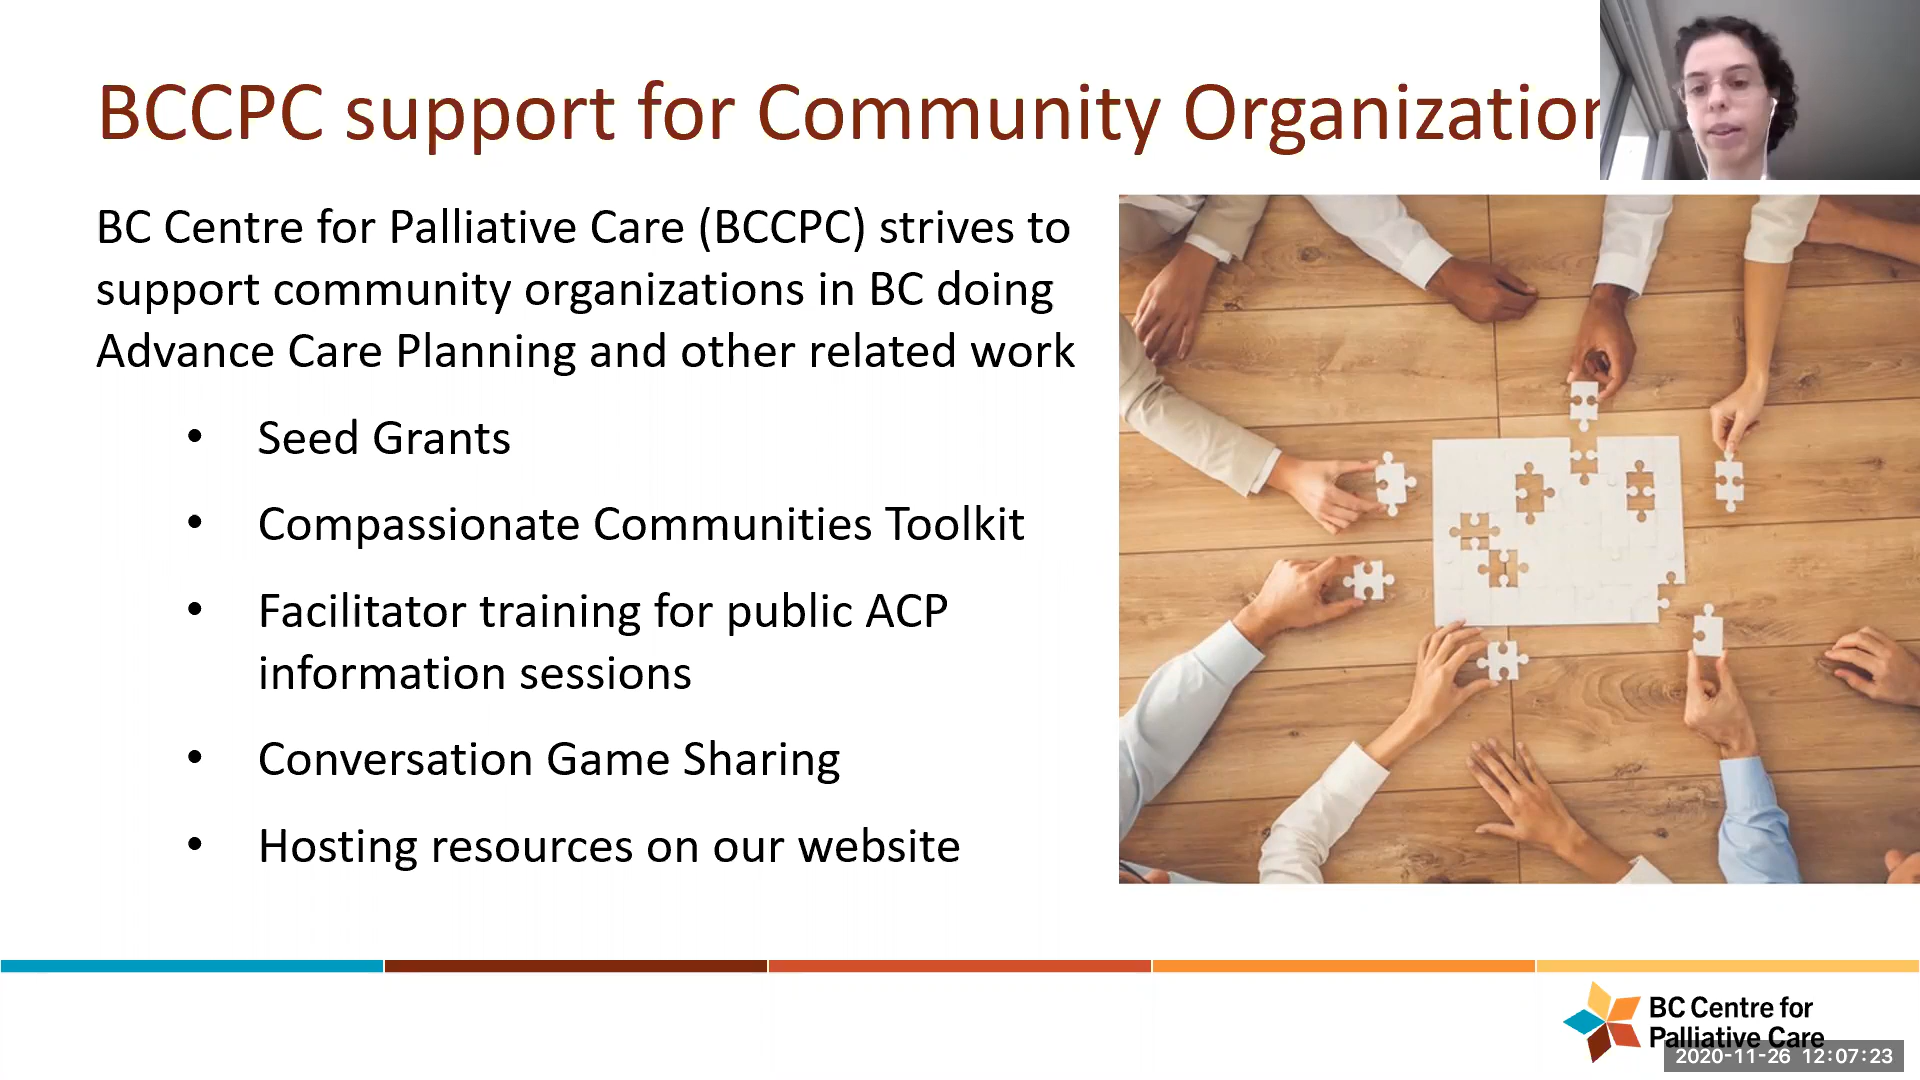 BCCPC support for Community Organization
BC Centre for Palliative Care (BCCPC) strives to
support community organizations in BC doing
Advance Care Planning and other related work
• Seed Grants
• Compassionate Communities Toolkit
• Facilitator training for public ACP
information sessions
• Conversation Game Sharing
• Hosting resources on our website
BC Centre for
Palliative Care
2020-11-26 12:07:23